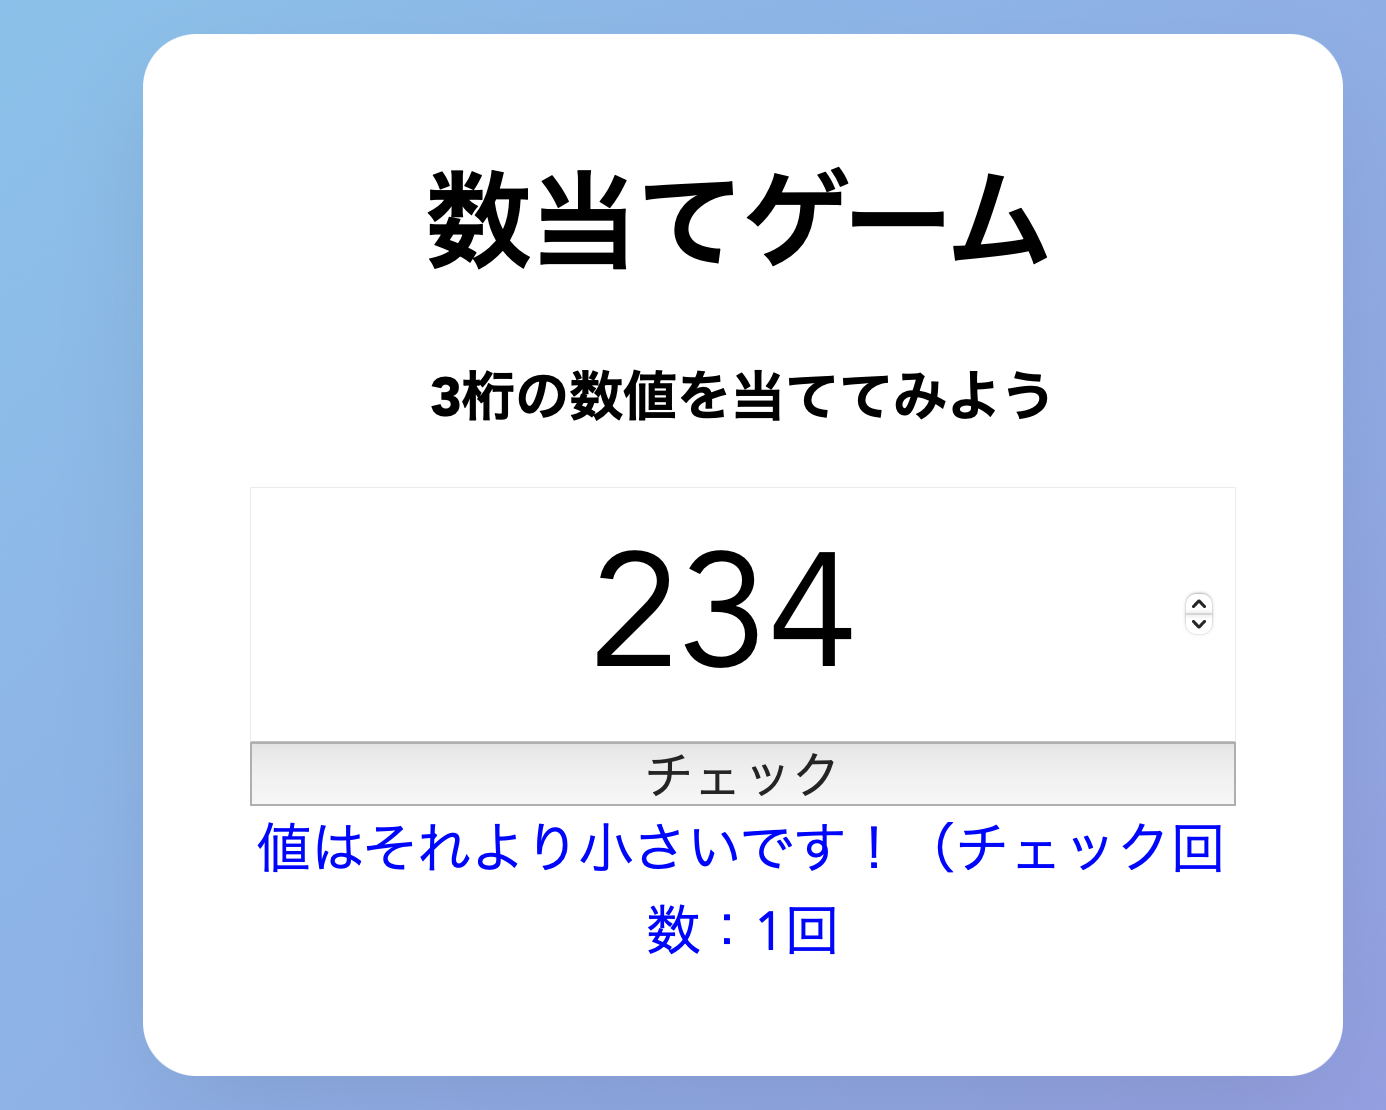 数当てゲーム
3桁の数値を当ててみよう
234
チェック
値はそれより小さいです！（チェック回
数：1回